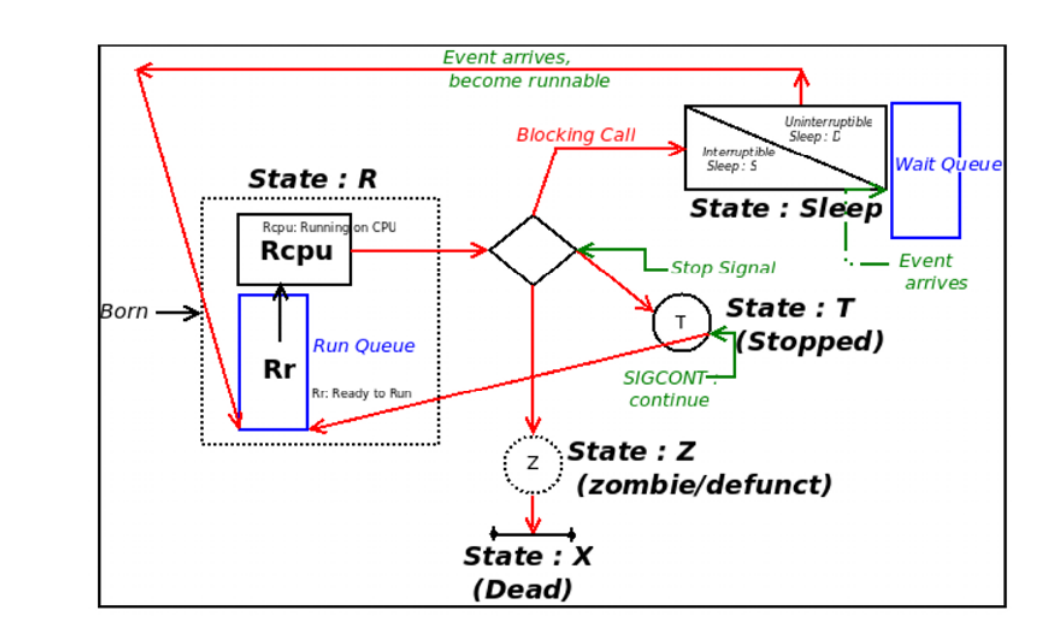 Event arrives,
become runnable
Uninterruptible
Sleep : D
Blocking Call
Interruptible
Sleep : S
Wait Queue
State : R
State : Sleep
Rcpu: Running on CPU
Rcpu
Stop Signal
Event
arrives
Born
State : T
(Stopped)
T
Run Queue
Rr
Rr: Ready to Run
SIGCONT :
continue
State : Z
(zombie/defunct)
Z
State : X
(Dead)